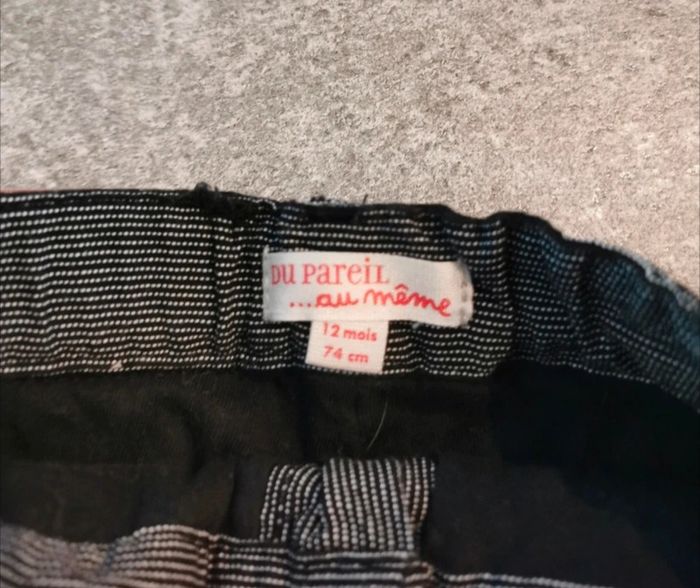 DU PAREIL
...au même
12 mois
74 cm